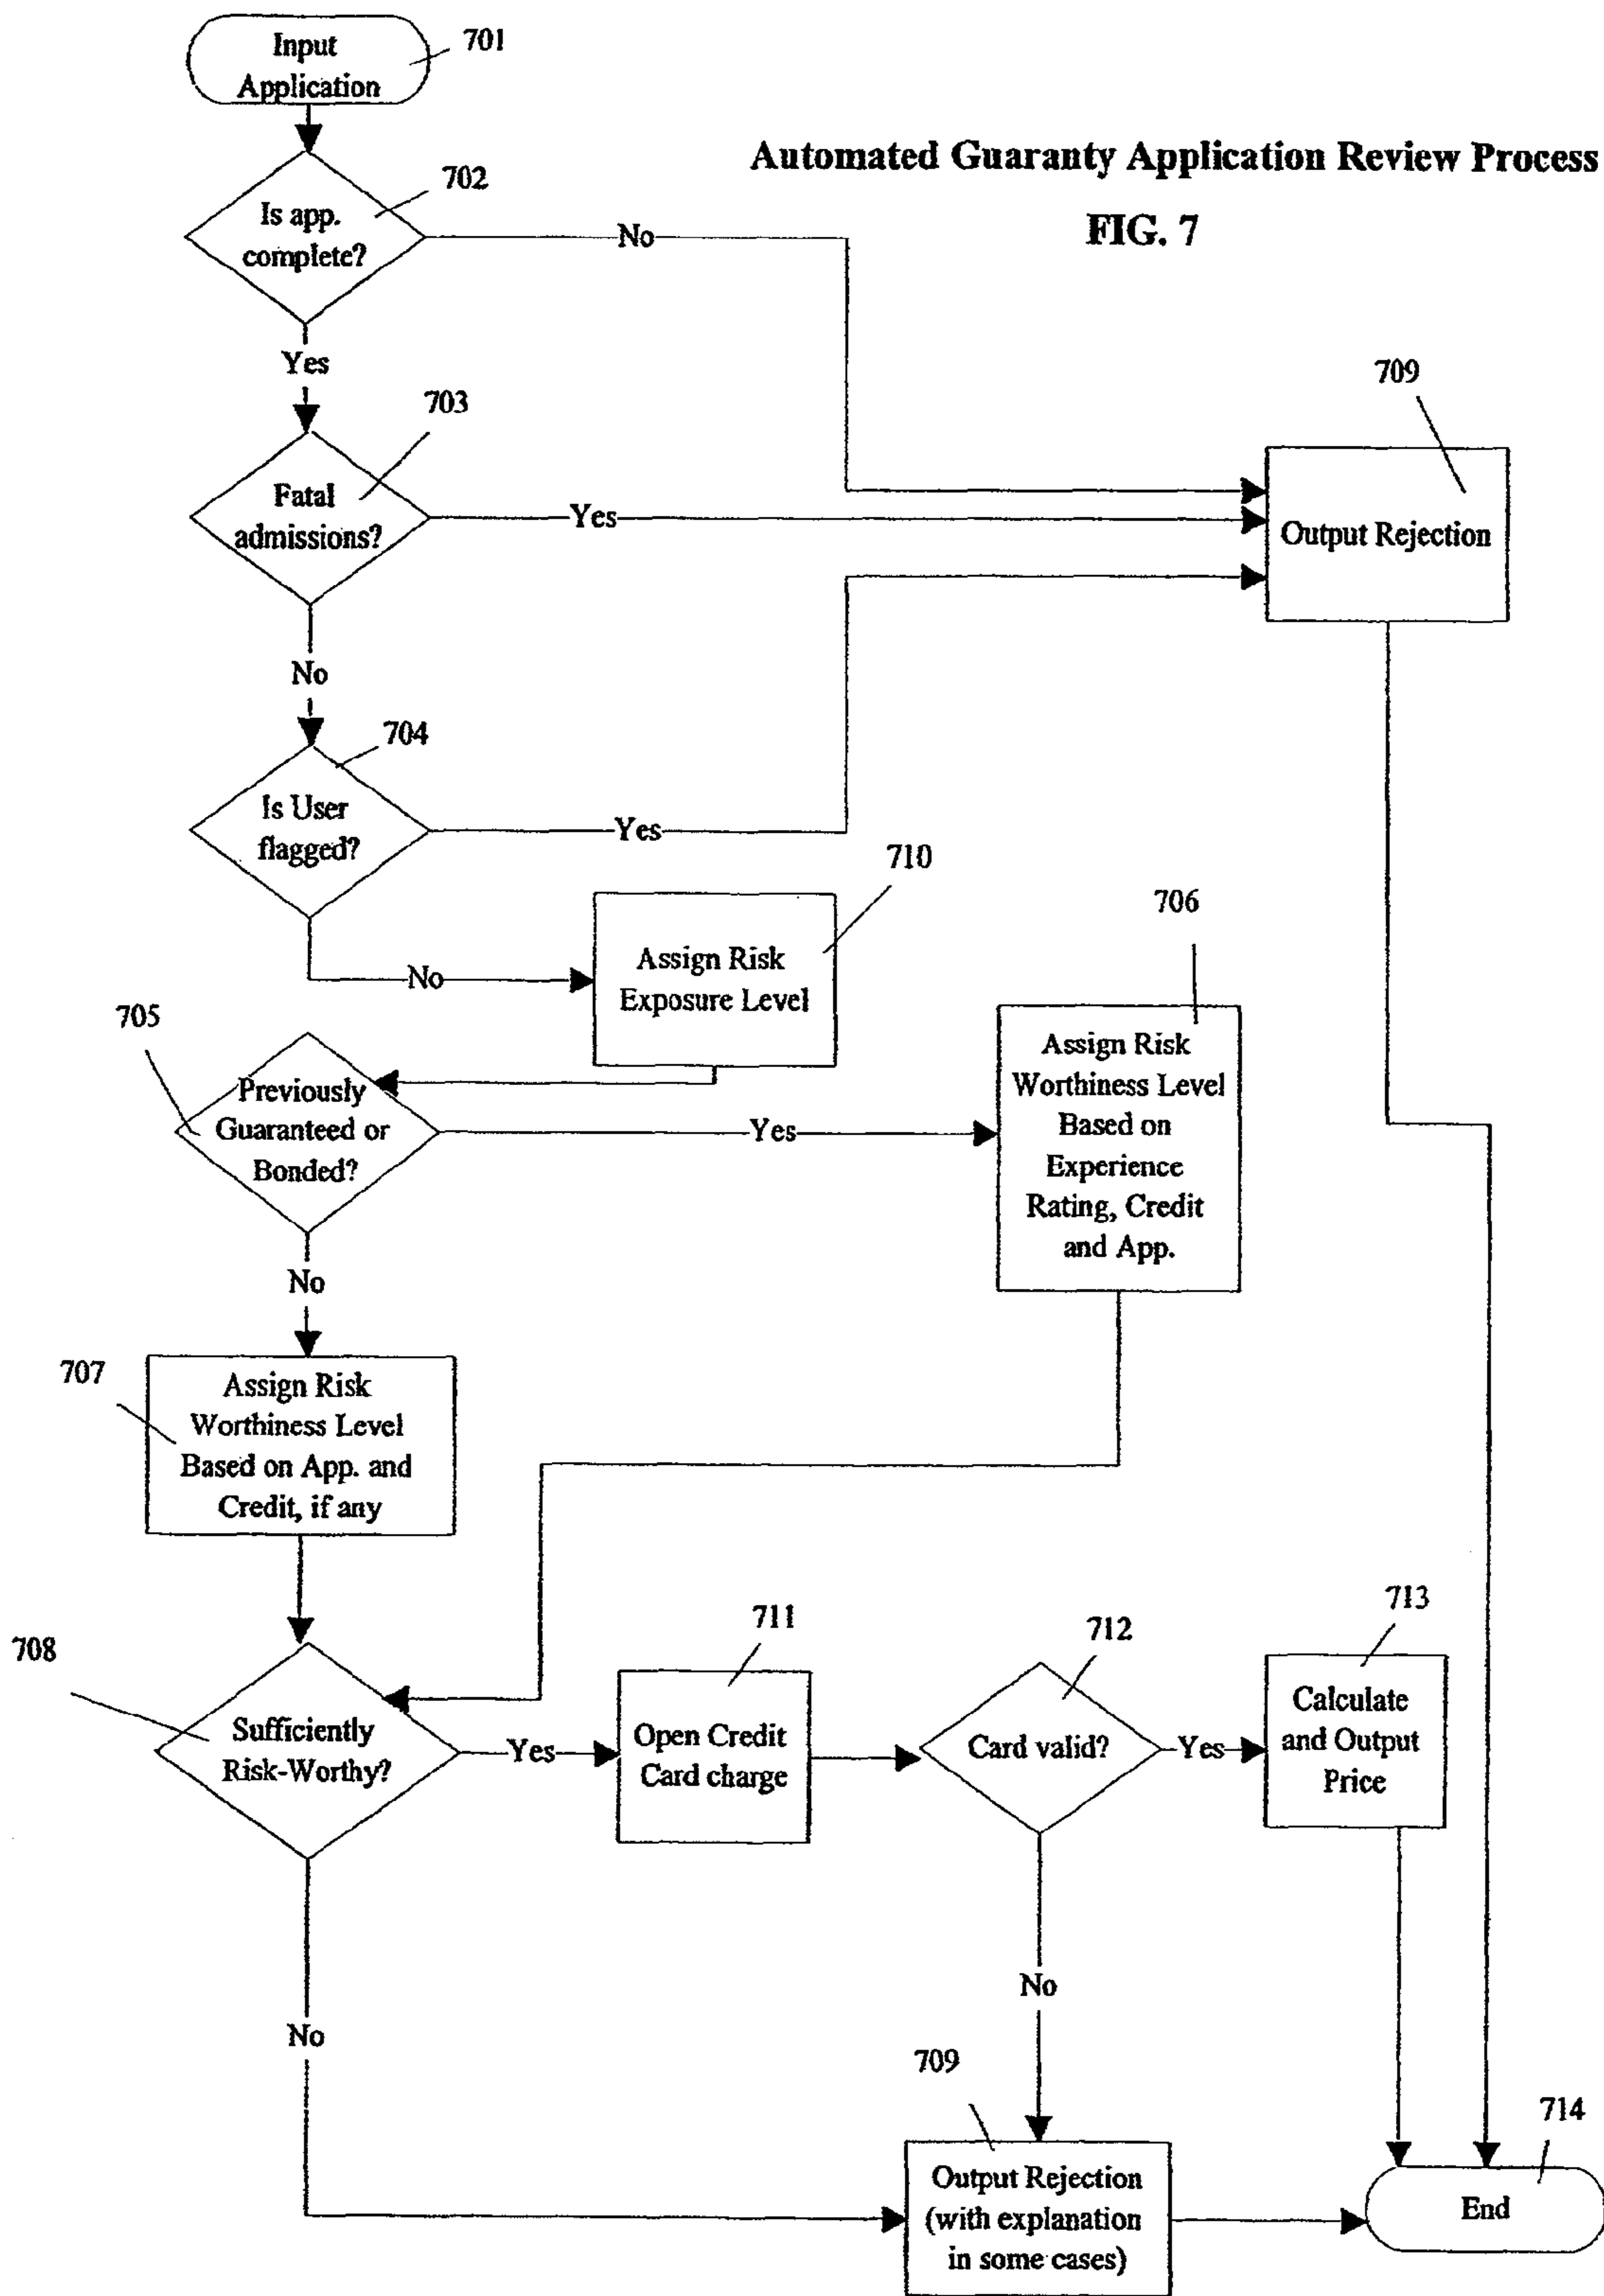 Input
Application
701
Automated Guaranty Application Review Process
FIG. 7
702
Is app.
complete?
No
Yes
703
Fatal
admissions?
Yes
709
Output Rejection
No
704
Is User
flagged?
Yes
710
Assign Risk
Exposure Level
No
706
Assign Risk
Worthiness Level
Based on
Experience
Rating, Credit
and App.
705
Previously
Guaranteed or
Bonded?
Yes
No
707
Assign Risk
Worthiness Level
Based on App. and
Credit, if any
708
Sufficiently
Risk-Worthy?
Yes
711
Open Credit
Card charge
712
Card valid?
Yes
713
Calculate
and Output
Price
No
No
709
Output Rejection
(with explanation
in some cases)
714
End